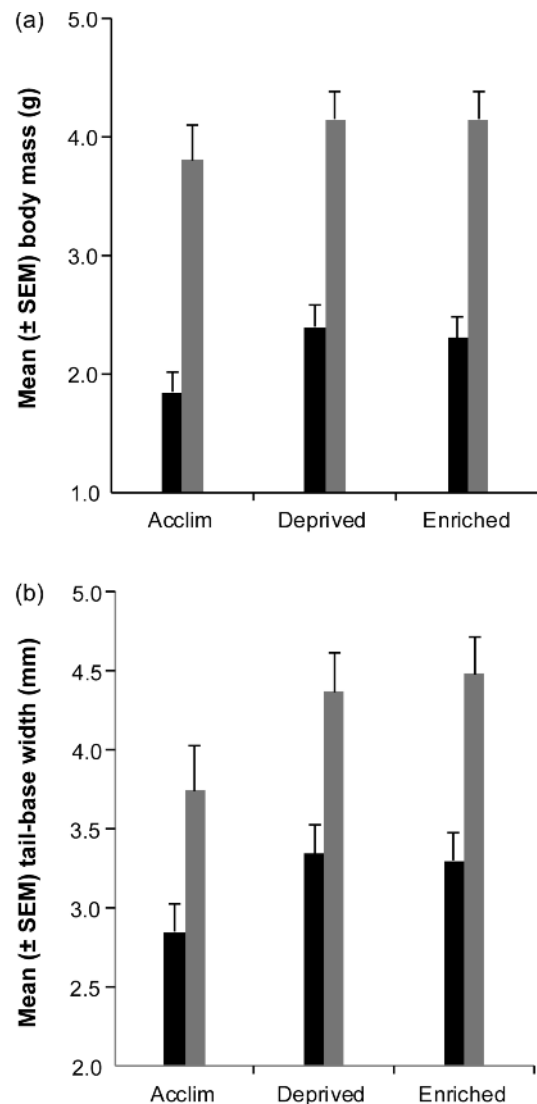 (a)
Mean (± SEM) body mass (g)
5.0
4.0
3.0
2.0
1.0
Acclim Deprived Enriched
(b)
Mean (± SEM) tail-base width (mm)
5.0
4.5
4.0
3.5
3.0
2.5
2.0
Acclim Deprived Enriched